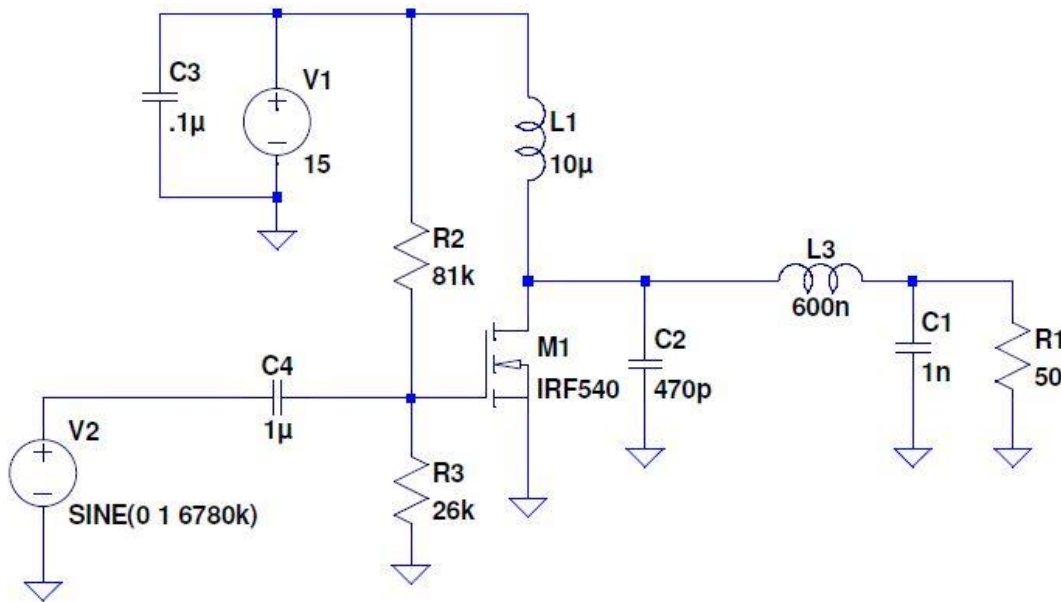 C3
.1µ
V1
15
L1
10µ
R2
81k
L3
600n
C4
1µ
M1
IRF540
C2
470p
C1
1n
R1
50
V2
SINE(0 1 6780k)
R3
26k